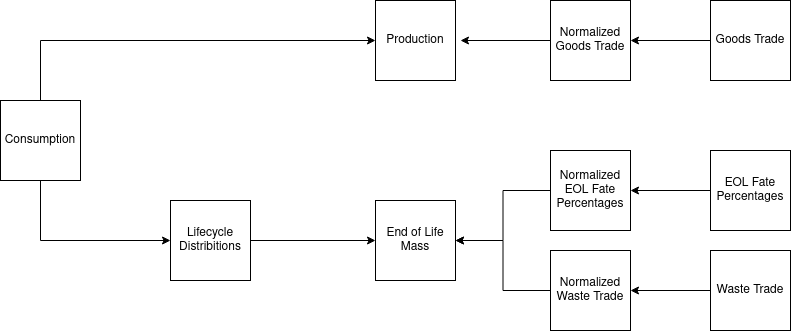 Production
Normalized
Goods Trade
Goods Trade
Consumption
Normalized
EOL Fate
Percentages
EOL Fate
Percentages
Lifecycle
Distribitions
End of Life
Mass
Normalized
Waste Trade
Waste Trade